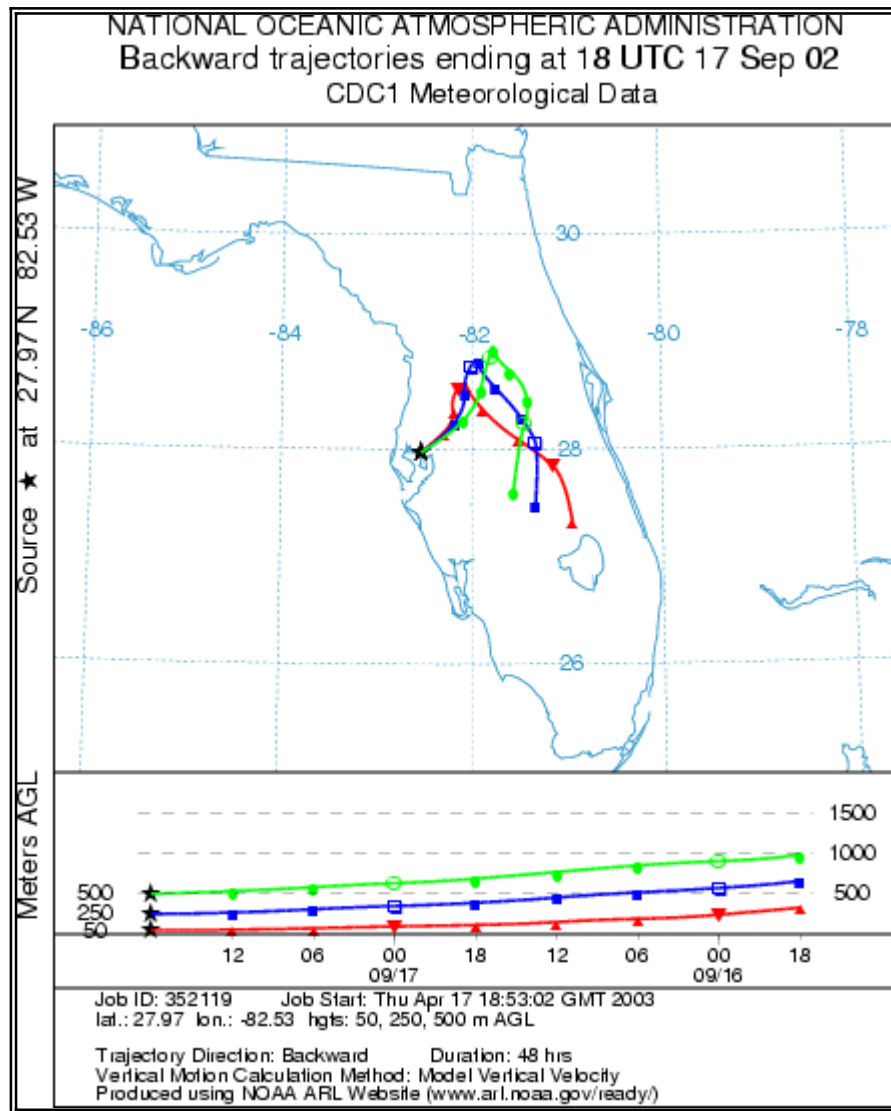 NATIONAL OCEANIC ATMOSPHERIC ADMINISTRATION
Backward trajectories ending at 18 UTC 17 Sep 02
CDC1 Meteorological Data
Source ★ at 27.97 N 82.53 W
30
-86
-84
-82
-80
-78
28
26
Meters AGL
1500
1000
500
500
250
50
12 06 00 18 12 06 00 18
09/17 09/16
Job ID: 352119 Job Start: Thu Apr 17 18:53:02 GMT 2003
lat.: 27.97 lon.: -82.53 hgts: 50, 250, 500 m AGL
Trajectory Direction: Backward Duration: 48 hrs
Vertical Motion Calculation Method: Model Vertical Velocity
Produced using NOAA ARL Website (www.arl.noaa.gov/ready/)